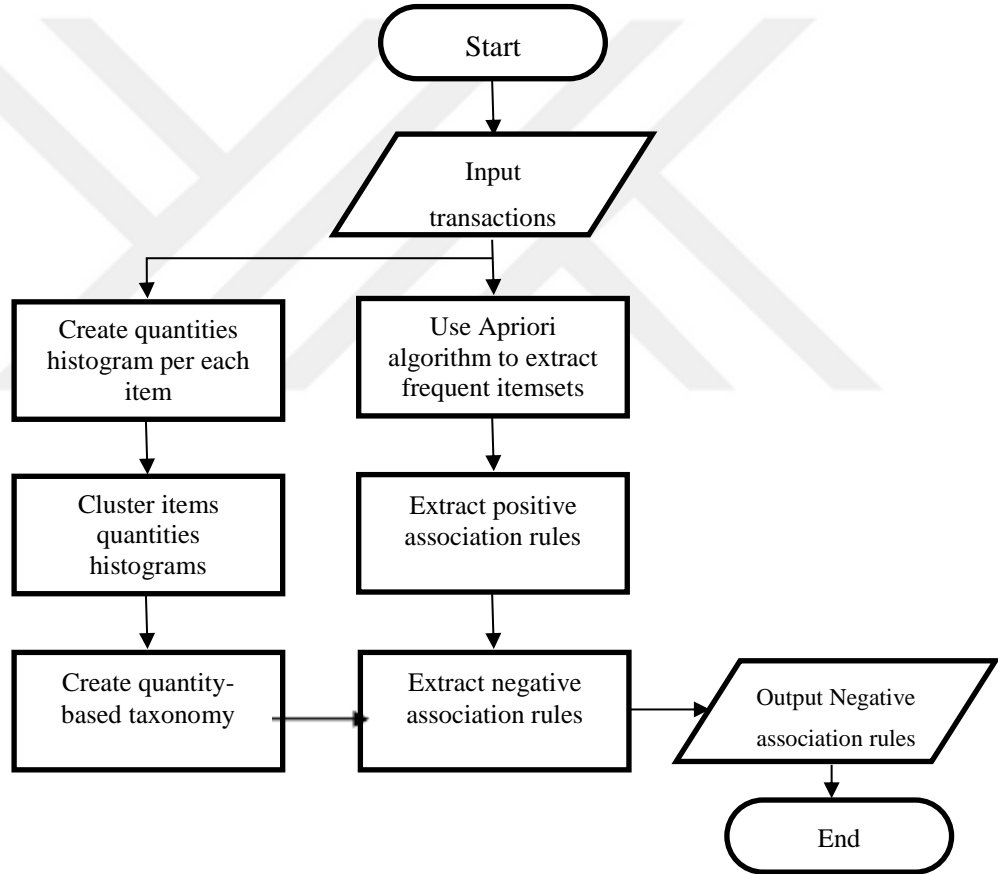 Start
Input
transactions
Create quantities
histogram per each
item
Use Apriori
algorithm to extract
frequent itemsets
Cluster items
quantities
histograms
Extract positive
association rules
Create quantity-
based taxonomy
Extract negative
association rules
Output Negative
association rules
End